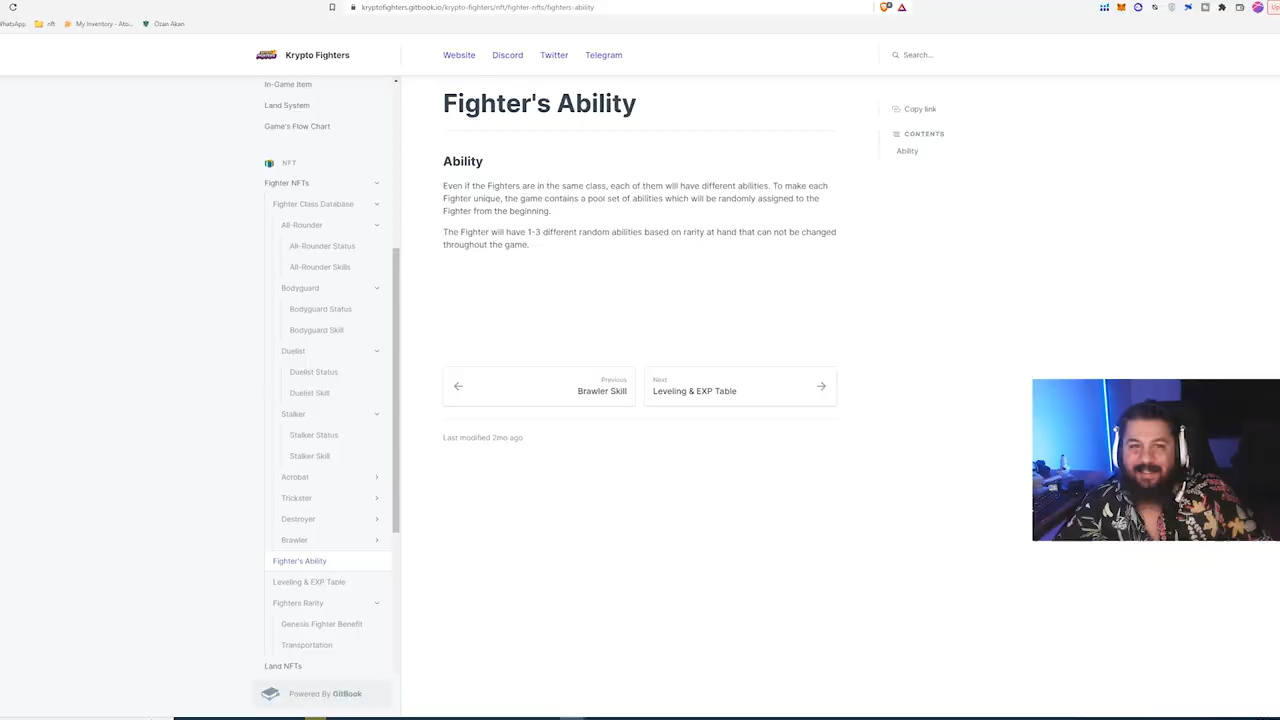 kryptofighters.gitbook.io/krypto-fighters/nft/fighter-nfts/fighters-ability
WhatsApp
nft
My Inventory - Ato...
Ozan Akan
Krypto Fighters
Website
Discord
Twitter
Telegram
Search...
In-Game Item
Land System
Game's Flow Chart
NFT
Fighter NFTs
Fighter Class Database
All-Rounder
All-Rounder Status
All-Rounder Skills
Bodyguard
Bodyguard Status
Bodyguard Skill
Duelist
Duelist Status
Duelist Skill
Stalker
Stalker Status
Stalker Skill
Acrobat
Trickster
Destroyer
Brawler
Fighter's Ability
Leveling & EXP Table
Fighters Rarity
Genesis Fighter Benefit
Transportation
Land NFTs
Powered By GitBook
Fighter's Ability
Ability
Even if the Fighters are in the same class, each of them will have different abilities. To make each
Fighter unique, the game contains a pool set of abilities which will be randomly assigned to the
Fighter from the beginning.
The Fighter will have 1-3 different random abilities based on rarity at hand that can not be changed
throughout the game.
Previous
Brawler Skill
Next
Leveling & EXP Table
Last modified 2mo ago
Copy link
CONTENTS
Ability